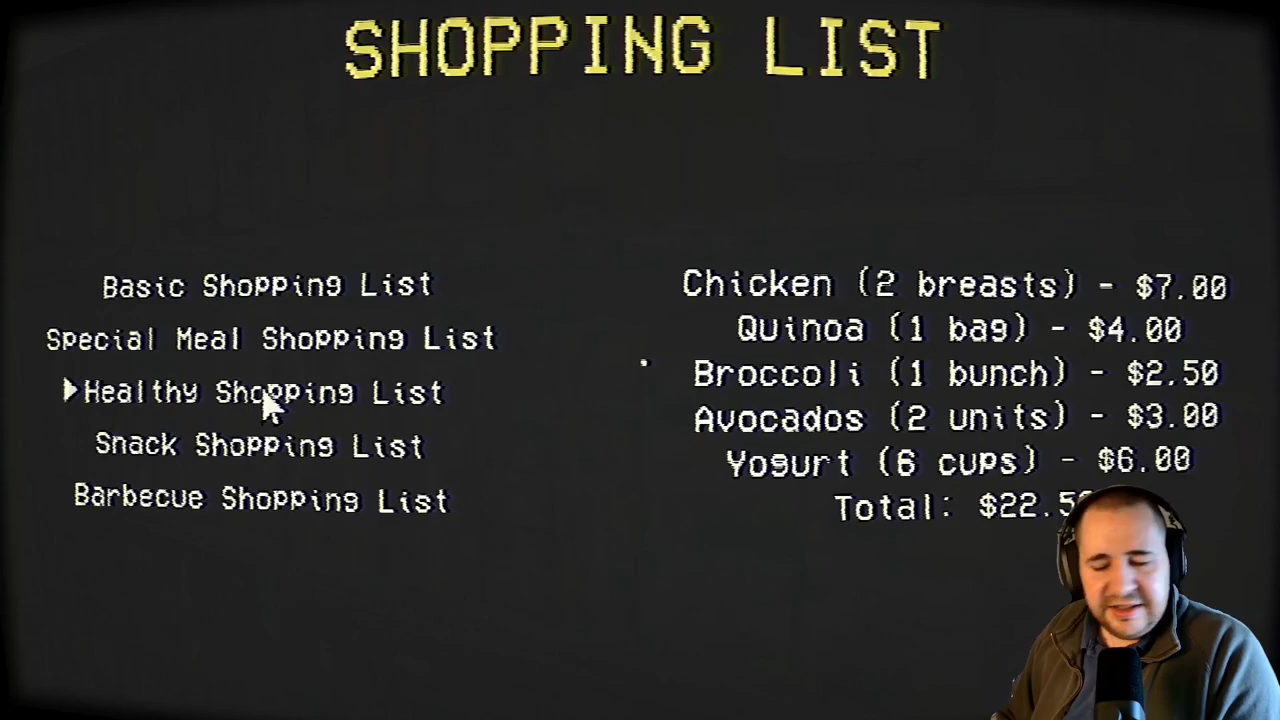 SHOPPING LIST
Basic Shopping List
Special Meal Shopping List
Healthy Shopping List
Snack Shopping List
Barbecue Shopping List
Chicken (2 breasts) - $7.00
Quinoa (1 bag) - $4.00
Broccoli (1 bunch) - $2.50
Avocados (2 units) - $3.00
Yogurt (6 cups) - $6.00
Total: $22.50